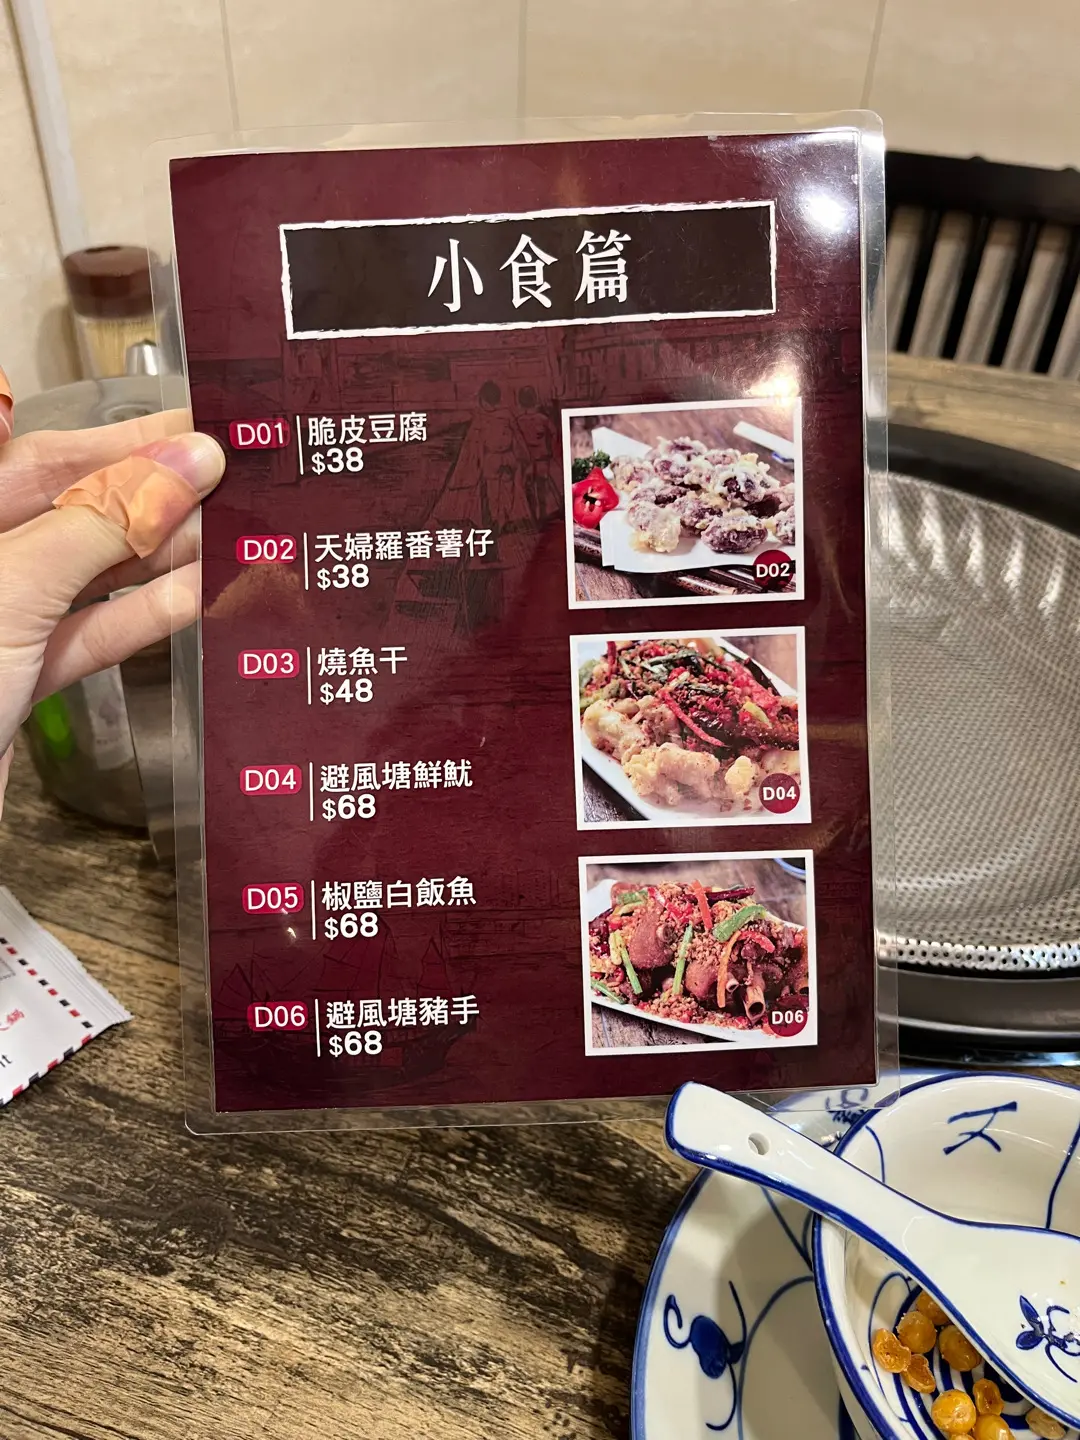 小食篇
D01 脆皮豆腐
$38
D02 天婦羅番薯仔
$38
D03 燒魚干
$48
D04 避風塘鮮魷
$68
D05 椒鹽白飯魚
$68
D06 避風塘豬手
$68
D02
D04
D06